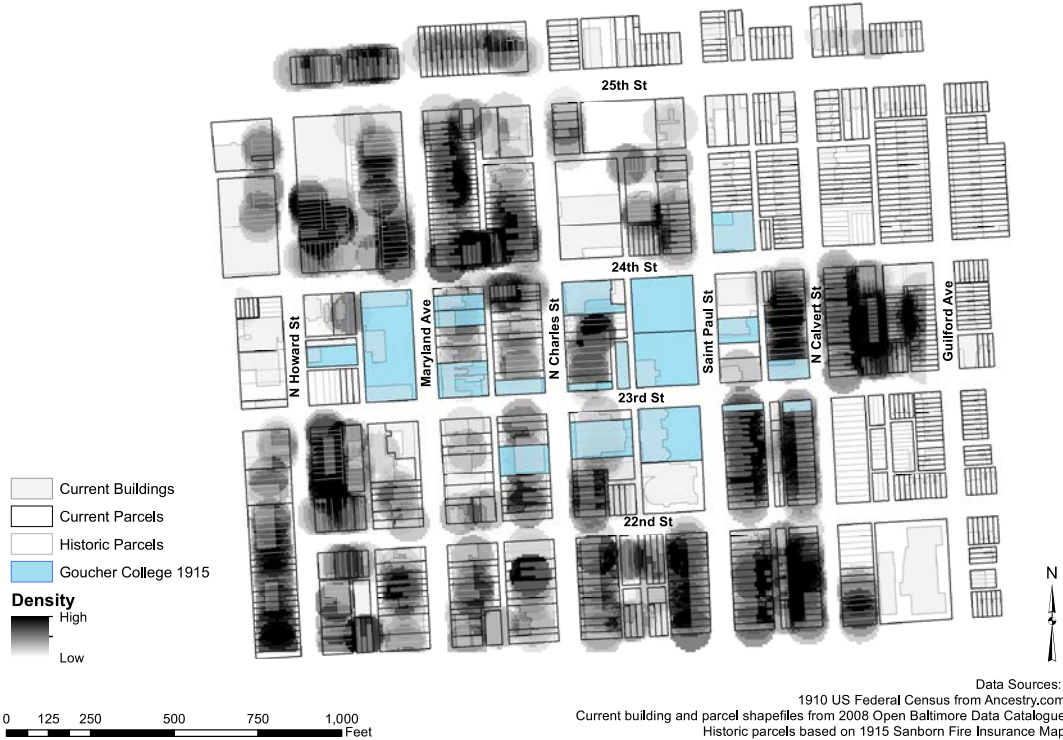 25th St
24th St
N Howard St
Maryland Ave
N Charles St
Saint Paul St
N Calvert St
Guilford Ave
23rd St
22nd St
Current Buildings
Current Parcels
Historic Parcels
Goucher College 1915
Density
High
Low
N
0 125 250 500 750 1,000
Feet
Data Sources:
1910 US Federal Census from Ancestry.com
Current building and parcel shapefiles from 2008 Open Baltimore Data Catalogue
Historic parcels based on 1915 Sanborn Fire Insurance Map